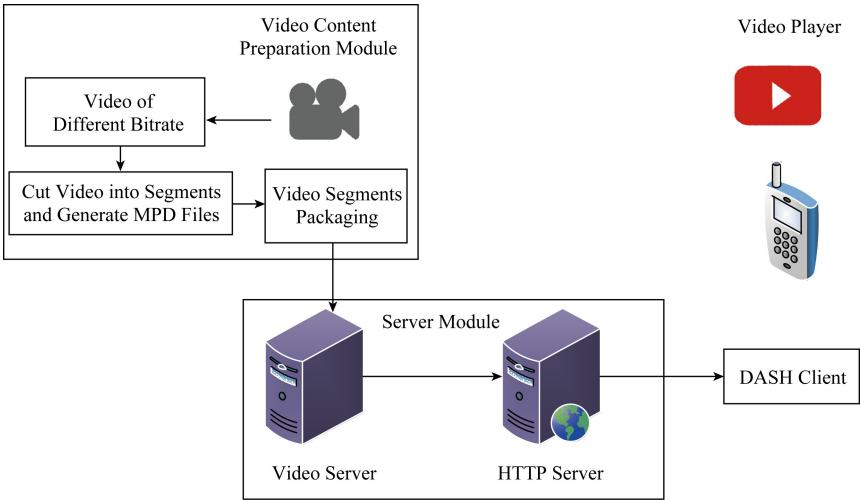 Video Content
Preparation Module
Video Player
Video of
Different Bitrate
Cut Video into Segments
and Generate MPD Files
Video Segments
Packaging
Server Module
DASH Client
Video Server
HTTP Server